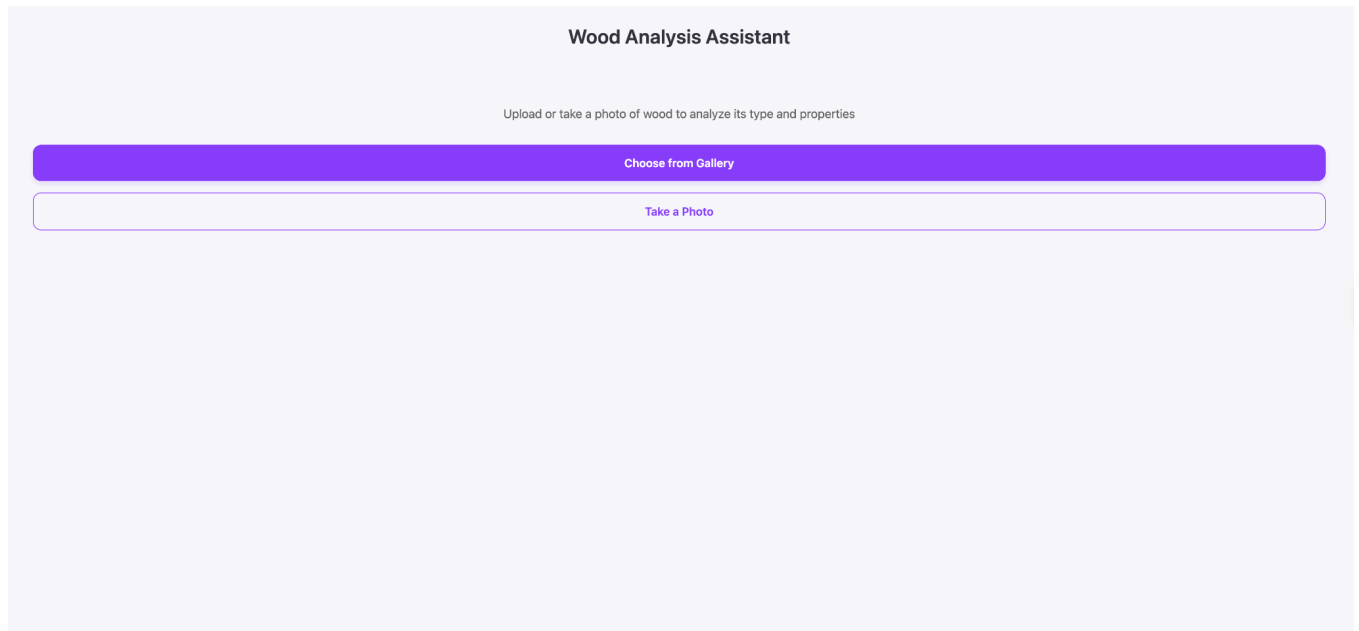 Wood Analysis Assistant
Upload or take a photo of wood to analyze its type and properties
Choose from Gallery
Take a Photo